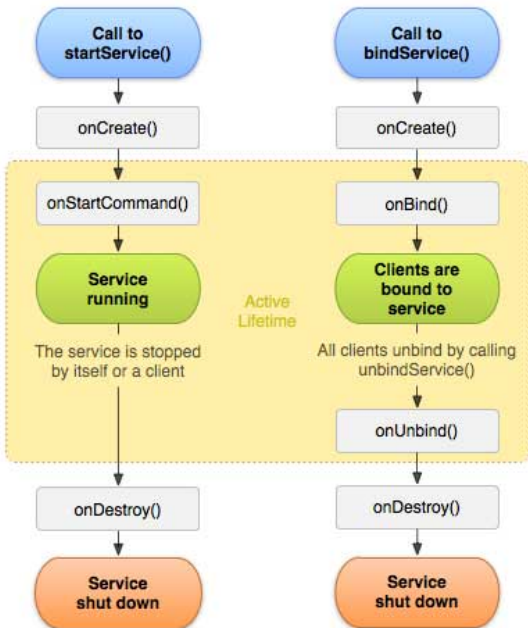 Call to
startService()
onCreate()
onStartCommand()
Service
running
The service is stopped
by itself or a client
onDestroy()
Service
shut down
Active
Lifetime
Call to
bindService()
onCreate()
onBind()
Clients are
bound to
service
All clients unbind by calling
unbindService()
onUnbind()
onDestroy()
Service
shut down